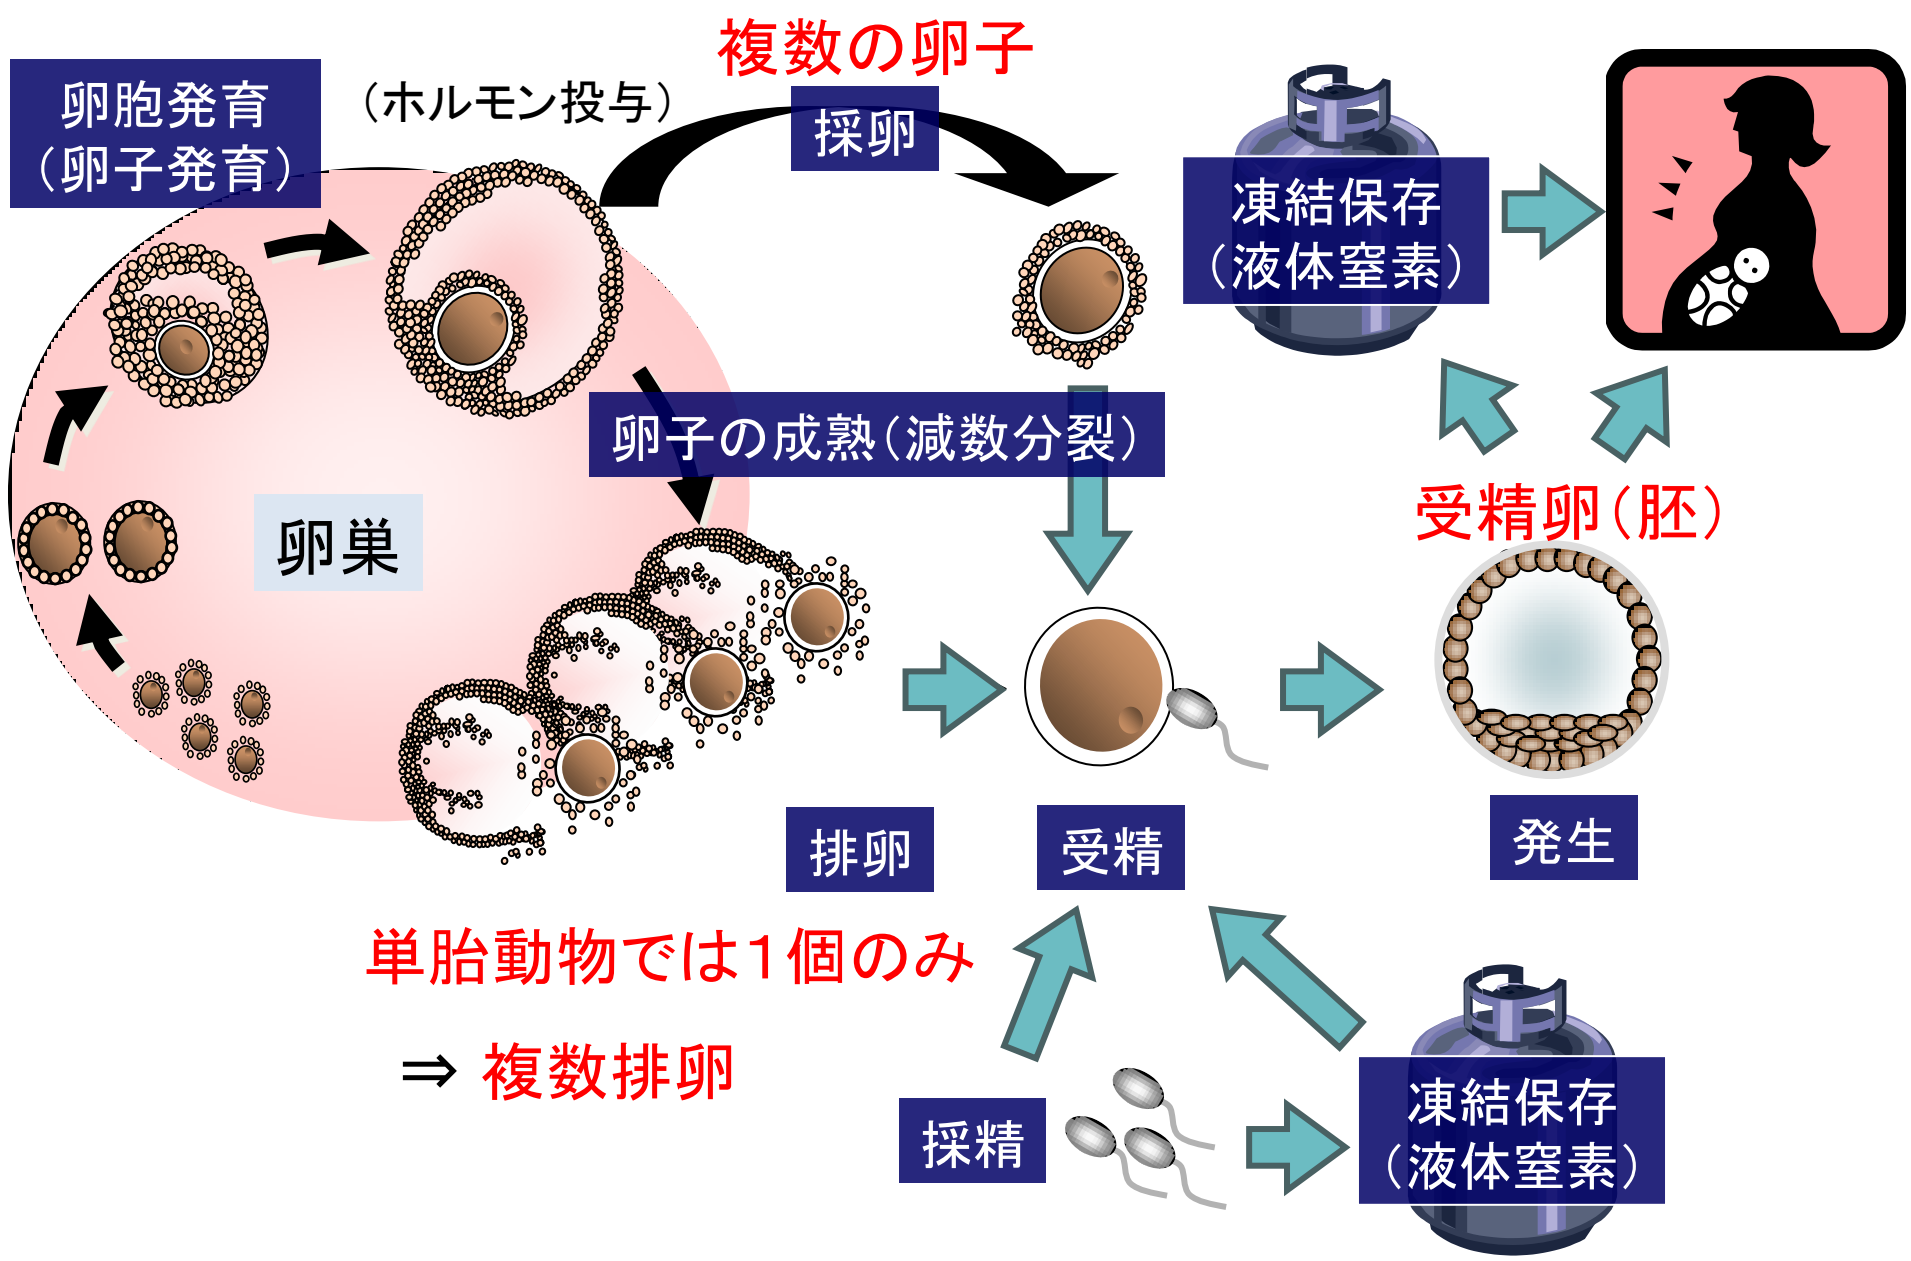 卵胞発育
（卵子発育）
（ホルモン投与）
複数の卵子
採卵
凍結保存
（液体窒素）
卵子の成熟（減数分裂）
卵巣
受精卵（胚）
排卵
受精
発生
単胎動物では１個のみ
⇒ 複数排卵
採精
凍結保存
（液体窒素）